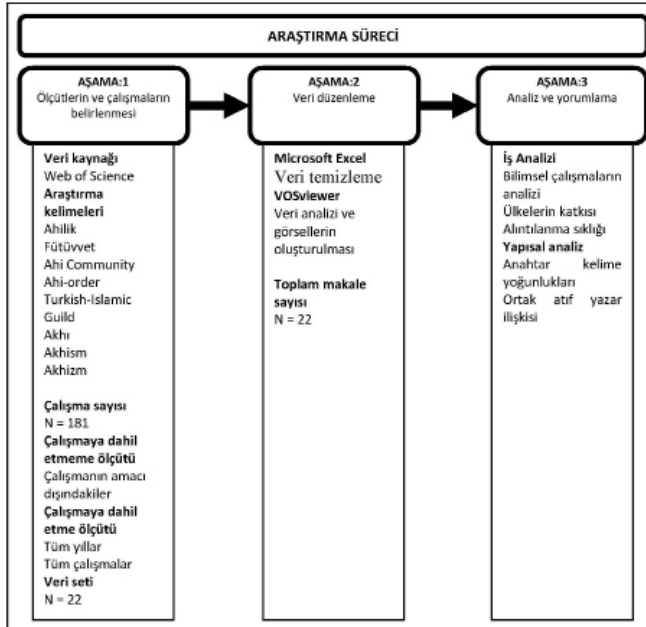 ARAŞTIRMA SÜRECİ
AŞAMA:1
Ölçütlerin ve çalışmaların
belirlenmesi
AŞAMA:2
Veri düzenleme
AŞAMA:3
Analiz ve yorumlama
Veri kaynağı
Web of Science
Araştırma
kelimeleri
Ahilik
Fütüvvet
Ahi Community
Ahi-order
Turkish-Islamic
Guild
Akhı
Akhism
Akhizm
Çalışma sayısı
N = 181
Çalışmaya dahil
etmeme ölçütü
Çalışmanın amacı
dışındakiler
Çalışmaya dahil
etme ölçütü
Tüm yıllar
Tüm çalışmalar
Veri seti
N = 22
Microsoft Excel
Veri temizleme
VOSviewer
Veri analizi ve
görsellerin
oluşturulması
Toplam makale
sayısı
N = 22
İş Analizi
Bilimsel çalışmaların
analizi
Ülkelerin katkısı
Alıntılanma sıklığı
Yapısal analiz
Anahtar kelime
yoğunlukları
Ortak atıf yazar
ilişkisi